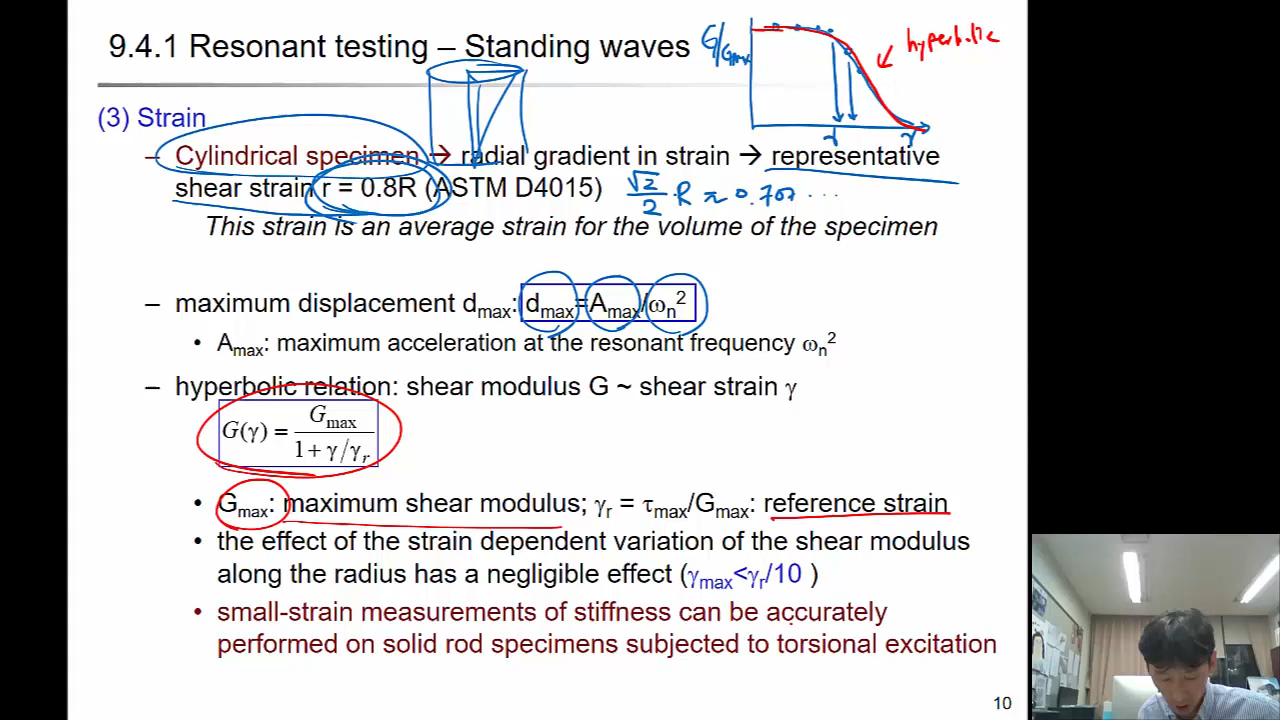 9.4.1 Resonant testing – Standing waves
G/Gmax
hyperbolic
γ
γ
(3) Strain
– Cylindrical specimen → radial gradient in strain → representative
shear strain r = 0.8R (ASTM D4015)
√2/2 · R ≈ 0.707 ...
This strain is an average strain for the volume of the specimen
– maximum displacement dmax: dmax=Amax/ωn²
• Amax: maximum acceleration at the resonant frequency ωn²
– hyperbolic relation: shear modulus G ~ shear strain γ
G(γ) = Gmax / (1 + γ/γr)
• Gmax: maximum shear modulus; γr = τmax/Gmax: reference strain
• the effect of the strain dependent variation of the shear modulus
along the radius has a negligible effect (γmax<γr/10 )
• small-strain measurements of stiffness can be accurately
performed on solid rod specimens subjected to torsional excitation
10